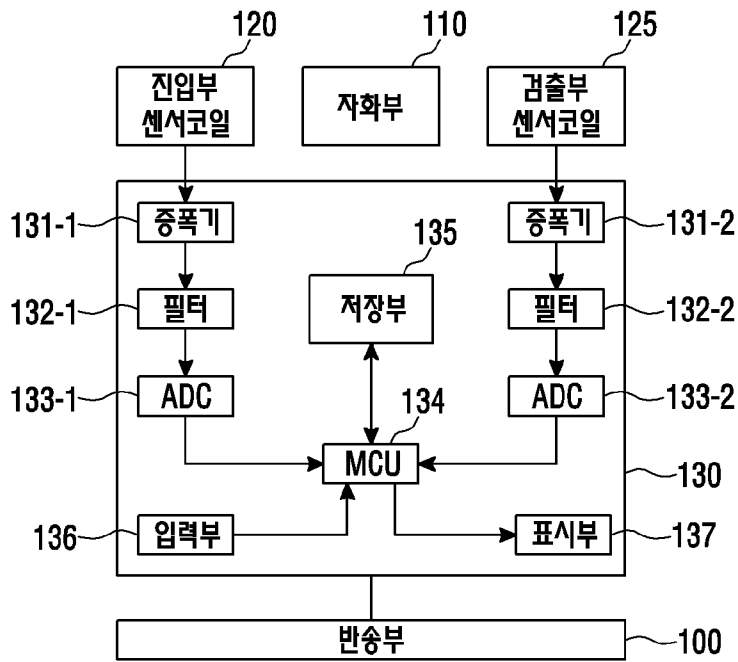 120
110
125
진입부
센서코일
자화부
검출부
센서코일
131-1
증폭기
증폭기
131-2
135
132-1
필터
저장부
필터
132-2
133-1
ADC
ADC
133-2
134
MCU
130
136
입력부
표시부
137
반송부
100